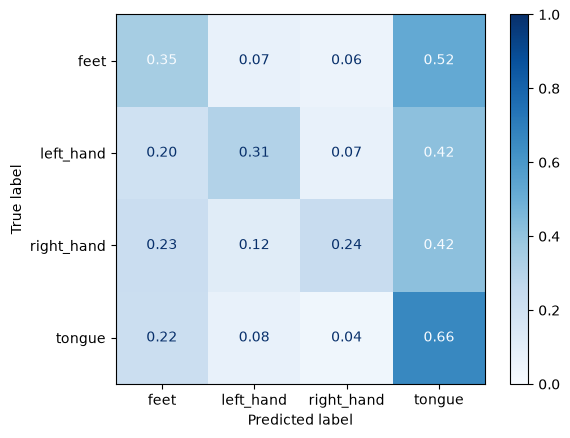 1.0
feet 0.35 0.07 0.06 0.52
0.8
left_hand 0.20 0.31 0.07 0.42
0.6
True label
0.4
right_hand 0.23 0.12 0.24 0.42
0.2
tongue 0.22 0.08 0.04 0.66
0.0
feet left_hand right_hand tongue
Predicted label